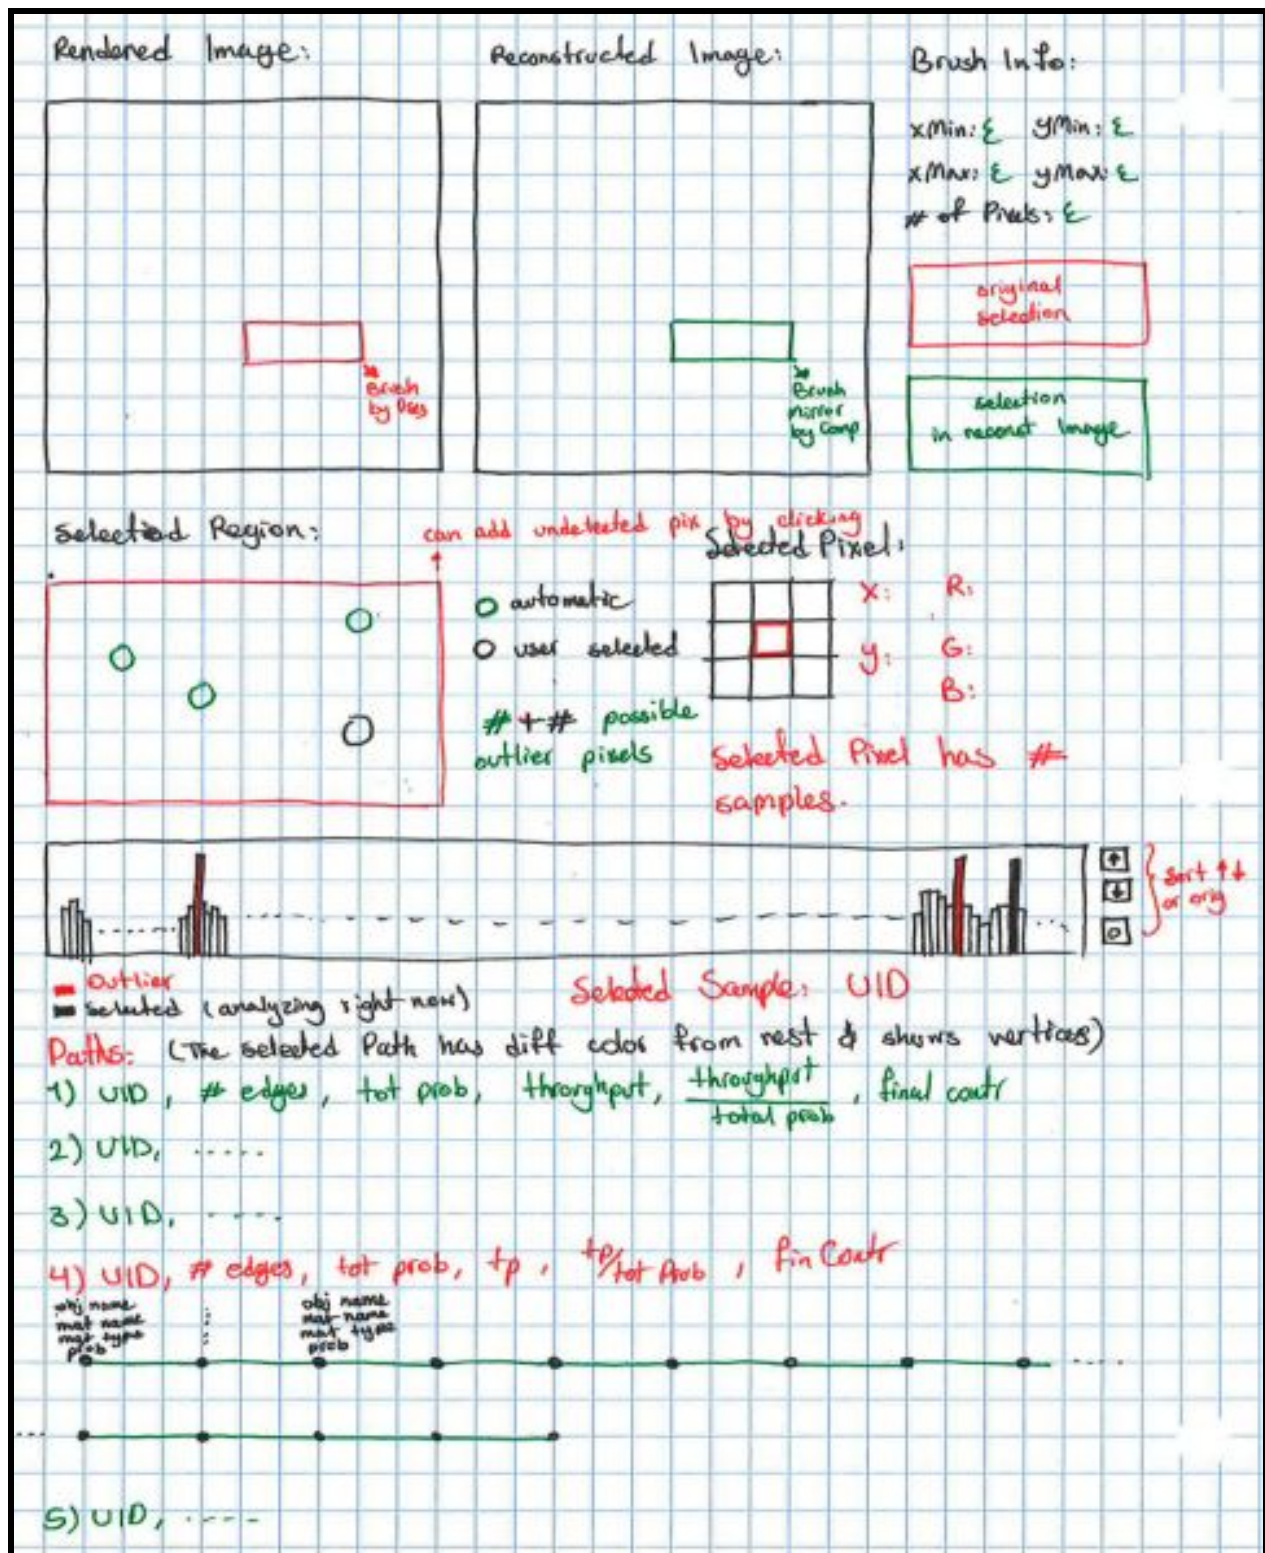 Rendered Image:
Reconstructed Image:
Brush Info:
xMin: ξ yMin: ξ
xMax: ξ yMax: ξ
# of Pixels: ξ
original
selection
selection
in reconst Image
Brush
by
Brush
mirror
by Comp
Selected Region:
can add undetected pix by clicking
automatic
user selected
#+# possible
outlier pixels
Selected Pixel:
X: R:
y: G:
B:
Selected Pixel has #
samples.
sort ↑↓
or orig
Outlier
Selected (analyzing right now)
Selected Sample: UID
Paths: (The selected Path has diff color from rest & shows vertices)
1) UID, # edges, tot prob, throughput, throughput/total prob, final contr
2) UID, .....
3) UID, ....
4) UID, # edges, tot prob, tp, tp/tot Prob, fin Contr
obj name
mat name
mat type
prob
obj name
mat name
mat type
prob
5) UID, ----